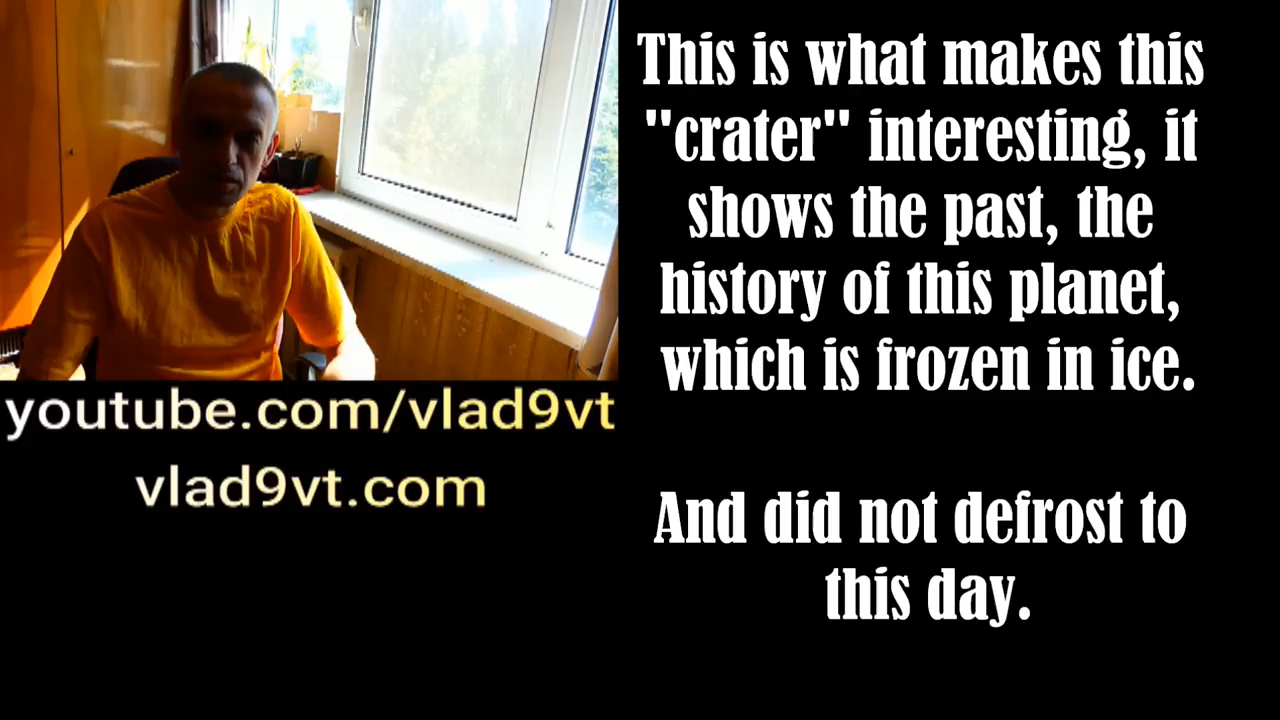 This is what makes this
"crater" interesting, it
shows the past, the
history of this planet,
which is frozen in ice.
And did not defrost to
this day.
youtube.com/vlad9vt
vlad9vt.com